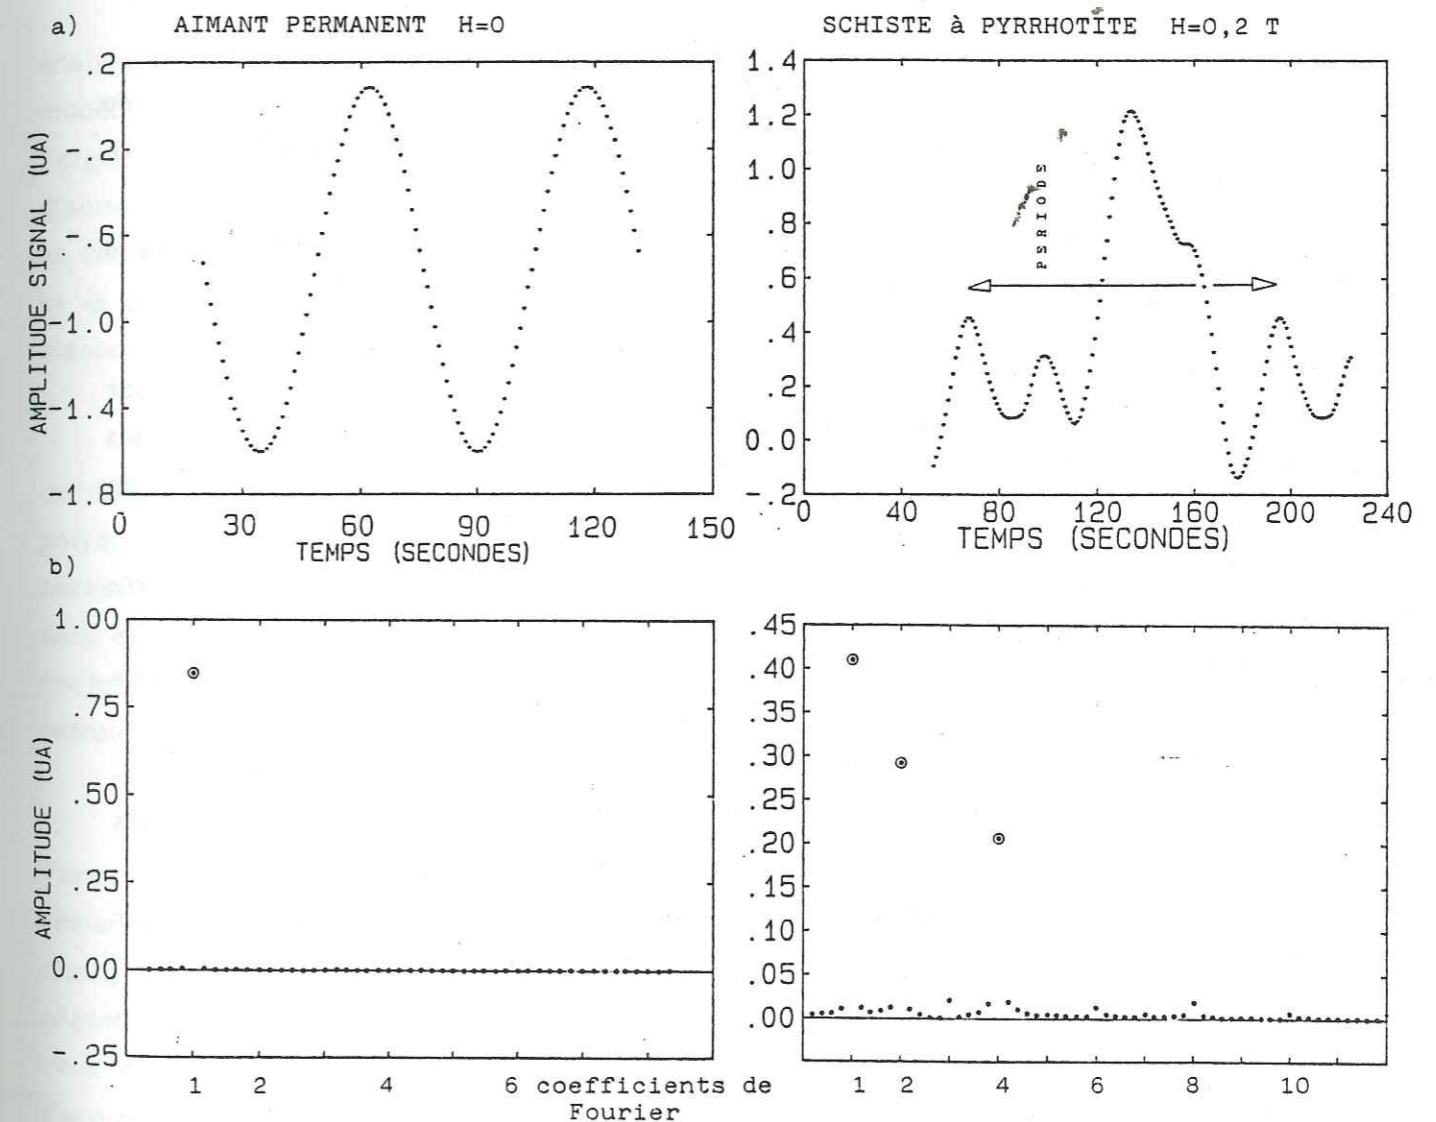 a)
AIMANT PERMANENT H=0
.2
-.2
-.6
-1.0
-1.4
-1.8
AMPLITUDE SIGNAL (UA)
0 30 60 90 120 150
TEMPS (SECONDES)
SCHISTE à PYRRHOTITE H=0,2 T
1.4
1.2
1.0
.8
.6
.4
.2
0.0
-.2
PERIODS
0 40 80 120 160 200 240
TEMPS (SECONDES)
b)
1.00
.75
.50
.25
0.00
-.25
AMPLITUDE (UA)
1 2 4 6 coefficients de
Fourier
.45
.40
.35
.30
.25
.20
.15
.10
.05
.00
1 2 4 6 8 10